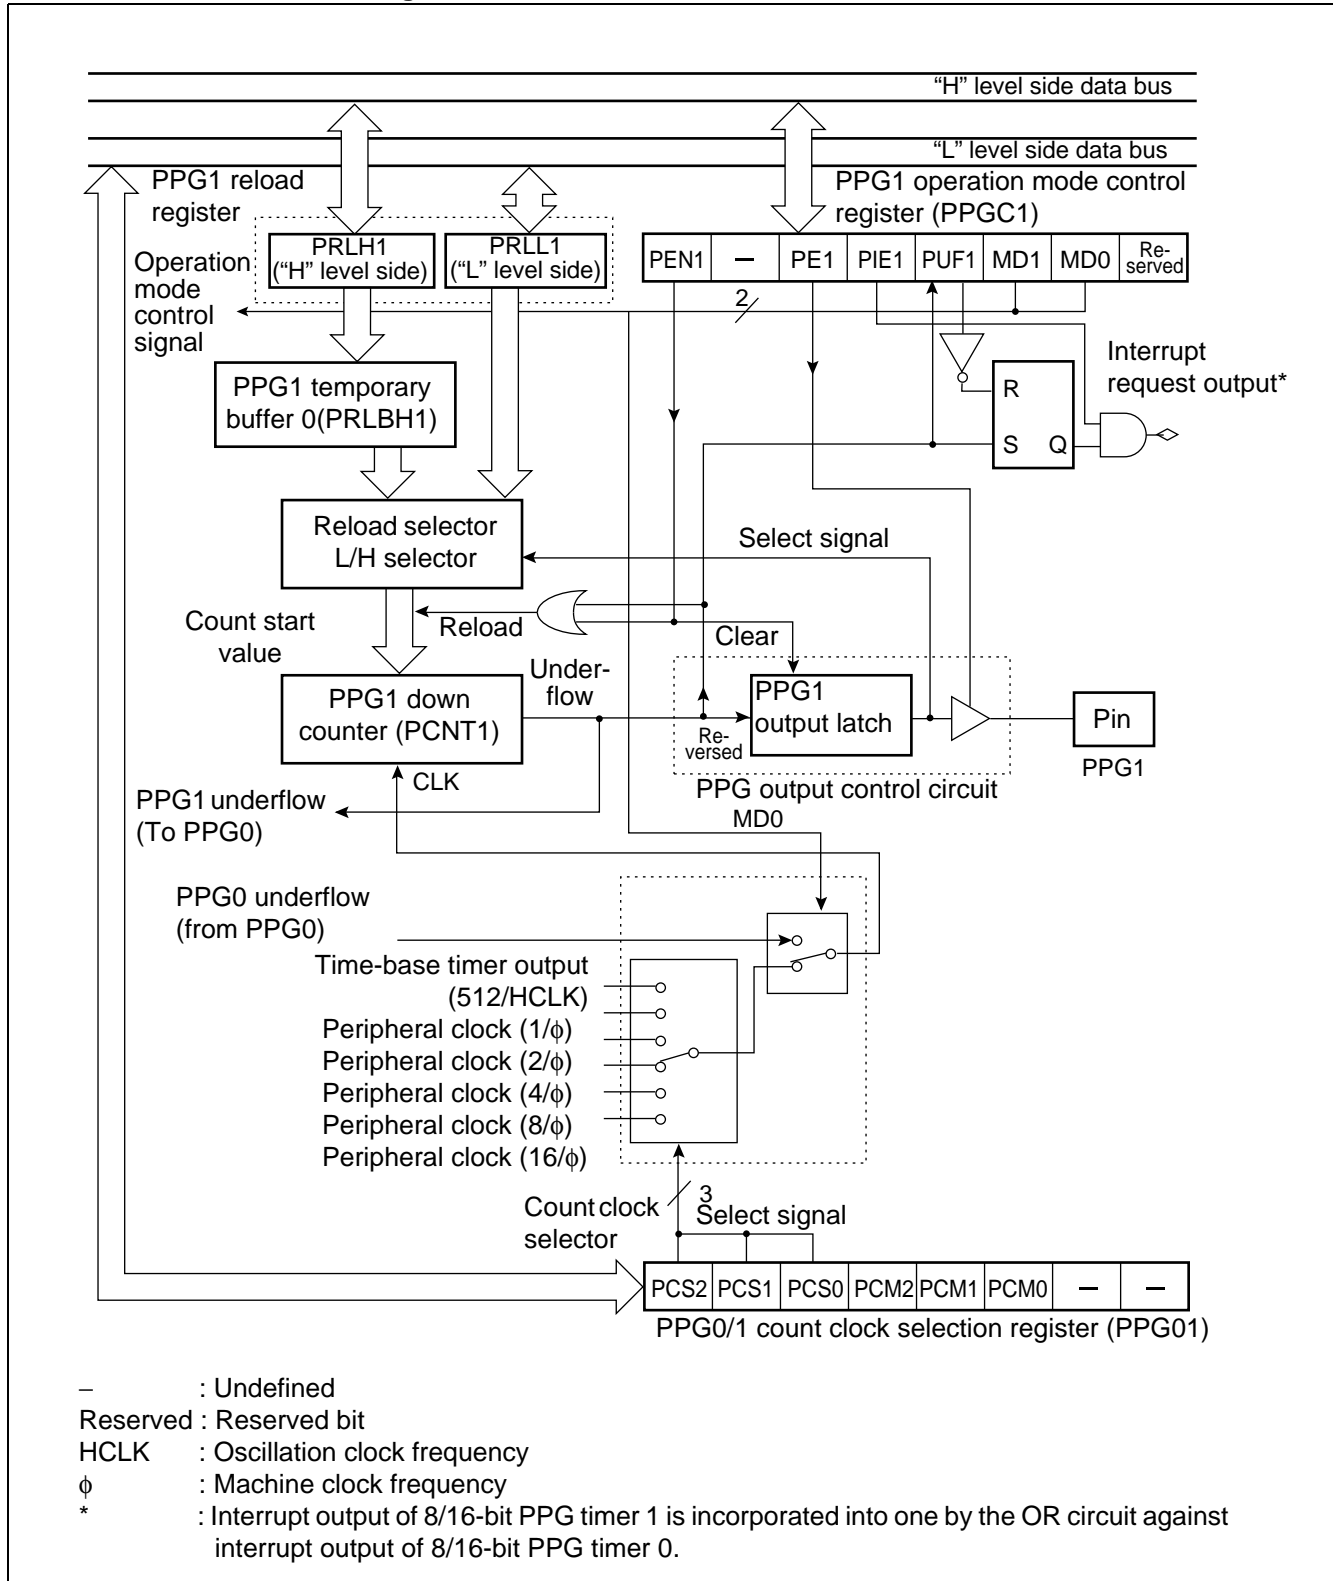 “H” level side data bus
“L” level side data bus
PPG1 reload
register
PPG1 operation mode control
register (PPGC1)
PRLH1
(“H” level side)
PRLL1
(“L” level side)
PEN1 – PE1 PIE1 PUF1 MD1 MD0 Re-
served
Operation
mode
control
signal
2
Interrupt
request output*
PPG1 temporary
buffer 0(PRLBH1)
R
S Q
Reload selector
L/H selector
Select signal
Count start
value
Reload
Clear
Under-
flow
PPG1 down
counter (PCNT1)
PPG1
output latch
Re-
versed
Pin
PPG1
CLK
PPG output control circuit
PPG1 underflow
(To PPG0)
MD0
PPG0 underflow
(from PPG0)
Time-base timer output
(512/HCLK)
Peripheral clock (1/ϕ)
Peripheral clock (2/ϕ)
Peripheral clock (4/ϕ)
Peripheral clock (8/ϕ)
Peripheral clock (16/ϕ)
Count clock
selector
3
Select signal
PCS2 PCS1 PCS0 PCM2 PCM1 PCM0 – –
PPG0/1 count clock selection register (PPG01)
– : Undefined
Reserved : Reserved bit
HCLK : Oscillation clock frequency
ϕ : Machine clock frequency
* : Interrupt output of 8/16-bit PPG timer 1 is incorporated into one by the OR circuit against
interrupt output of 8/16-bit PPG timer 0.